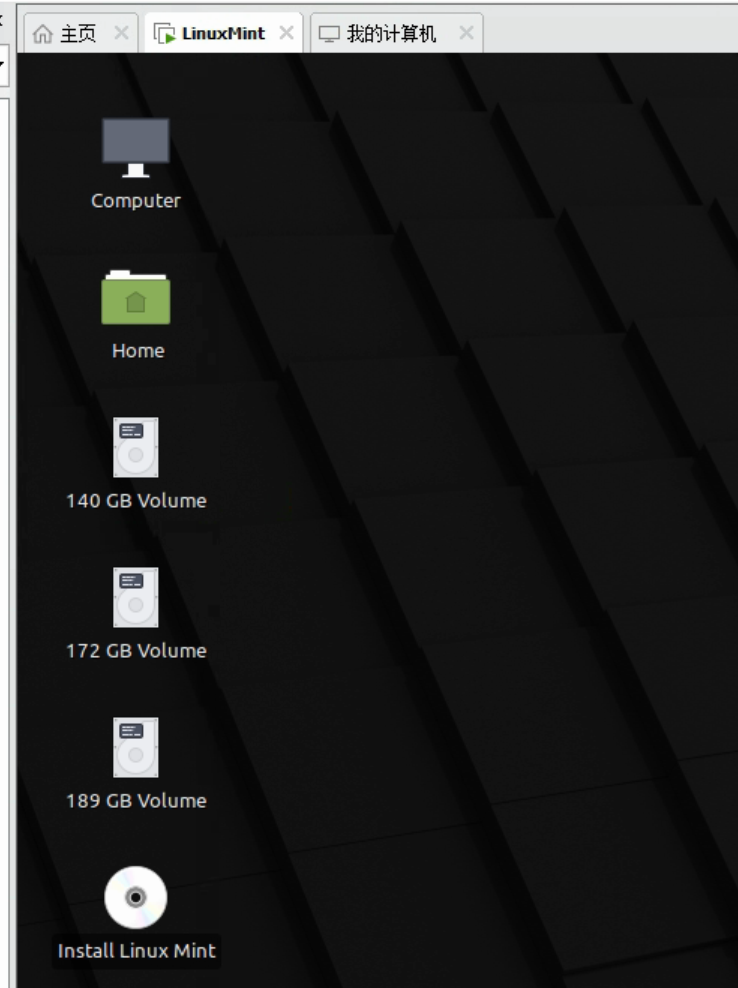 主页
LinuxMint
我的计算机
Computer
Home
140 GB Volume
172 GB Volume
189 GB Volume
Install Linux Mint